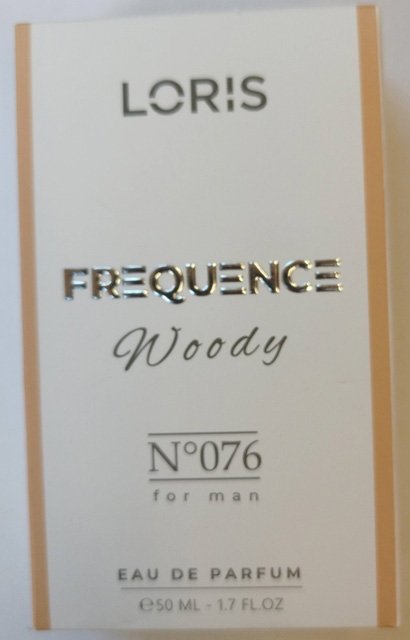 LORIS
FREQUENCE
Woody
N°076
for man
EAU DE PARFUM
℮50 ML - 1.7 FL.OZ